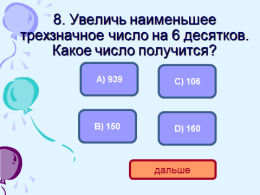 8. Увеличь наименьшее
трехзначное число на 6 десятков.
Какое число получится?
А) 939
С) 106
В) 150
D) 160
дальше